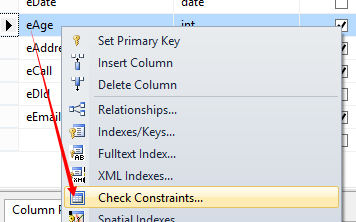 eDate date
eAge int
eAddre
eCall
eDId
eEmail
Set Primary Key
Insert Column
Delete Column
Relationships...
Indexes/Keys...
Fulltext Index...
XML Indexes...
Check Constraints...
Spatial Indexes
Column P